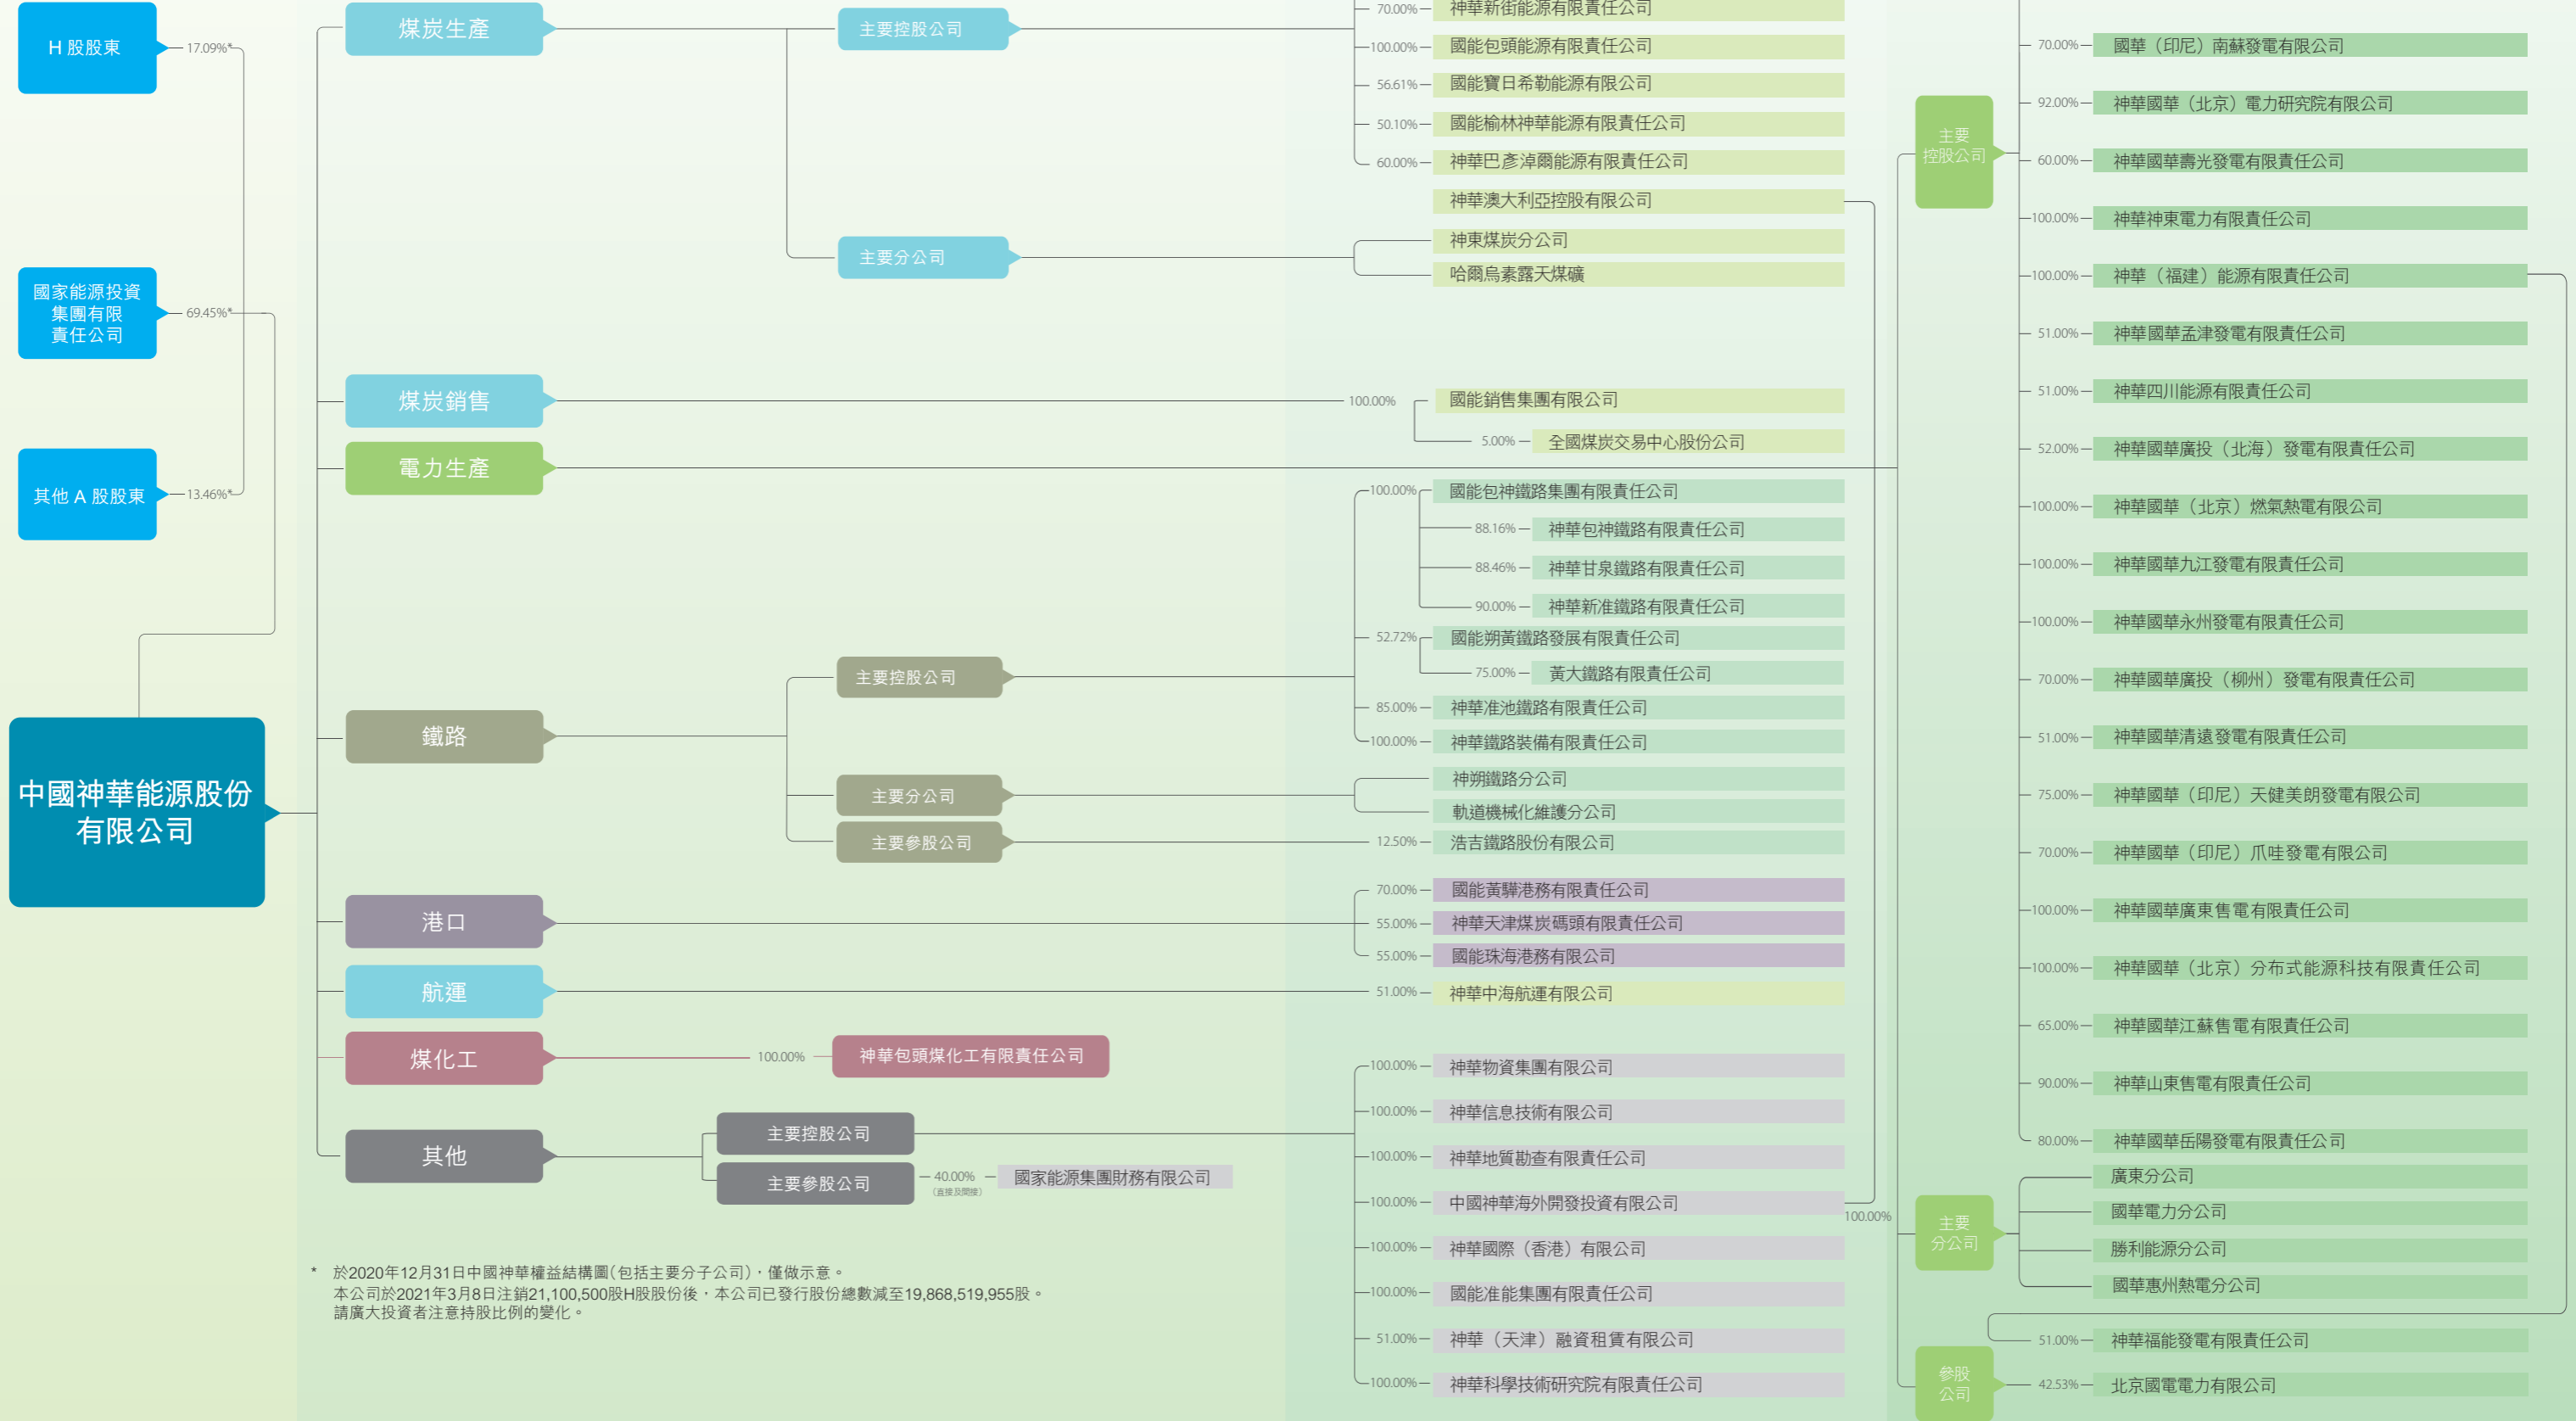 H 股股東
17.09%*
國家能源投資
集團有限
責任公司
69.45%*
其他 A 股股東
13.46%*
中國神華能源股份
有限公司
煤炭生產
主要控股公司
70.00%
神華新街能源有限責任公司
100.00%
國能包頭能源有限責任公司
56.61%
國能寶日希勒能源有限公司
50.10%
國能榆林神華能源有限責任公司
60.00%
神華巴彥淖爾能源有限責任公司
神華澳大利亞控股有限公司
主要分公司
神東煤炭分公司
哈爾烏素露天煤礦
煤炭銷售
100.00%
國能銷售集團有限公司
5.00%
全國煤炭交易中心股份公司
電力生產
鐵路
主要控股公司
100.00%
國能包神鐵路集團有限責任公司
88.16%
神華包神鐵路有限責任公司
88.46%
神華甘泉鐵路有限責任公司
90.00%
神華新准鐵路有限責任公司
52.72%
國能朔黃鐵路發展有限責任公司
75.00%
黃大鐵路有限責任公司
85.00%
神華准池鐵路有限責任公司
100.00%
神華鐵路裝備有限責任公司
主要分公司
神朔鐵路分公司
軌道機械化維護分公司
主要參股公司
12.50%
浩吉鐵路股份有限公司
港口
70.00%
國能黃驊港務有限責任公司
55.00%
神華天津煤炭碼頭有限責任公司
55.00%
國能珠海港務有限公司
航運
51.00%
神華中海航運有限公司
煤化工
100.00%
神華包頭煤化工有限責任公司
其他
主要控股公司
100.00%
神華物資集團有限公司
100.00%
神華信息技術有限公司
100.00%
神華地質勘查有限責任公司
100.00%
中國神華海外開發投資有限公司
100.00%
100.00%
神華國際（香港）有限公司
100.00%
國能准能集團有限責任公司
51.00%
神華（天津）融資租賃有限公司
100.00%
神華科學技術研究院有限責任公司
主要參股公司
40.00%
（直接及間接）
國家能源集團財務有限公司
主要
控股公司
70.00%
國華（印尼）南蘇發電有限公司
92.00%
神華國華（北京）電力研究院有限公司
60.00%
神華國華壽光發電有限責任公司
100.00%
神華神東電力有限責任公司
100.00%
神華（福建）能源有限責任公司
51.00%
神華國華孟津發電有限責任公司
51.00%
神華四川能源有限責任公司
52.00%
神華國華廣投（北海）發電有限責任公司
100.00%
神華國華（北京）燃氣熱電有限公司
100.00%
神華國華九江發電有限責任公司
100.00%
神華國華永州發電有限責任公司
70.00%
神華國華廣投（柳州）發電有限責任公司
51.00%
神華國華清遠發電有限責任公司
75.00%
神華國華（印尼）天健美朗發電有限公司
70.00%
神華國華（印尼）爪哇發電有限公司
100.00%
神華國華廣東售電有限責任公司
100.00%
神華國華（北京）分布式能源科技有限責任公司
65.00%
神華國華江蘇售電有限責任公司
90.00%
神華山東售電有限責任公司
80.00%
神華國華岳陽發電有限責任公司
主要
分公司
廣東分公司
國華電力分公司
勝利能源分公司
國華惠州熱電分公司
51.00%
神華福能發電有限責任公司
參股
公司
42.53%
北京國電電力有限公司
* 於2020年12月31日中國神華權益結構圖（包括主要分子公司），僅做示意。
本公司於2021年3月8日注銷21,100,500股H股股份後，本公司已發行股份總數減至19,868,519,955股。
請廣大投資者注意持股比例的變化。